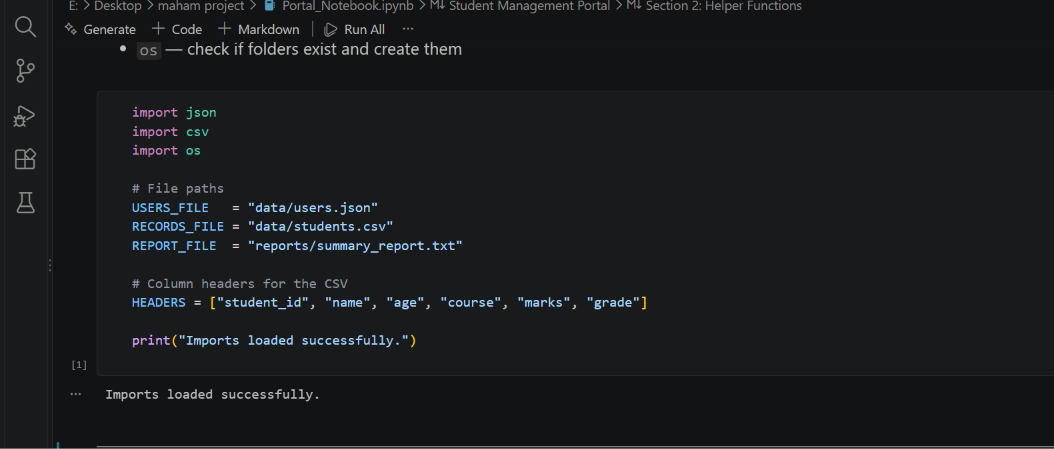 E: > Desktop > maham project > Portal_Notebook.ipynb > M↓ Student Management Portal > M↓ Section 2: Helper Functions
Generate + Code + Markdown | Run All ...
• os — check if folders exist and create them
import json
import csv
import os
# File paths
USERS_FILE   = "data/users.json"
RECORDS_FILE = "data/students.csv"
REPORT_FILE  = "reports/summary_report.txt"
# Column headers for the CSV
HEADERS = ["student_id", "name", "age", "course", "marks", "grade"]
print("Imports loaded successfully.")
[1]
... Imports loaded successfully.